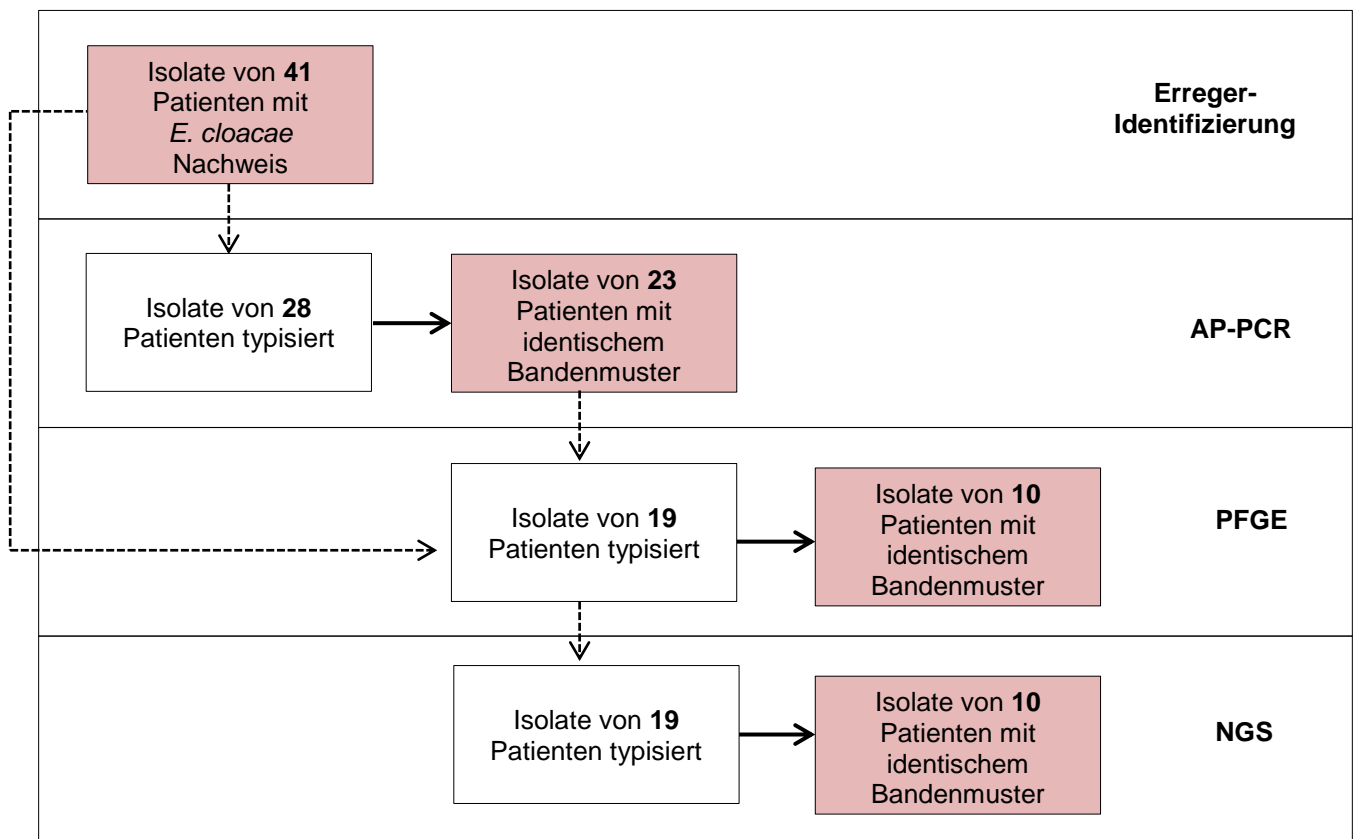 Isolate von 41
Patienten mit
E. cloacae
Nachweis
Erreger-
Identifizierung
Isolate von 28
Patienten typisiert
Isolate von 23
Patienten mit
identischem
Bandenmuster
AP-PCR
Isolate von 19
Patienten typisiert
Isolate von 10
Patienten mit
identischem
Bandenmuster
PFGE
Isolate von 19
Patienten typisiert
Isolate von 10
Patienten mit
identischem
Bandenmuster
NGS